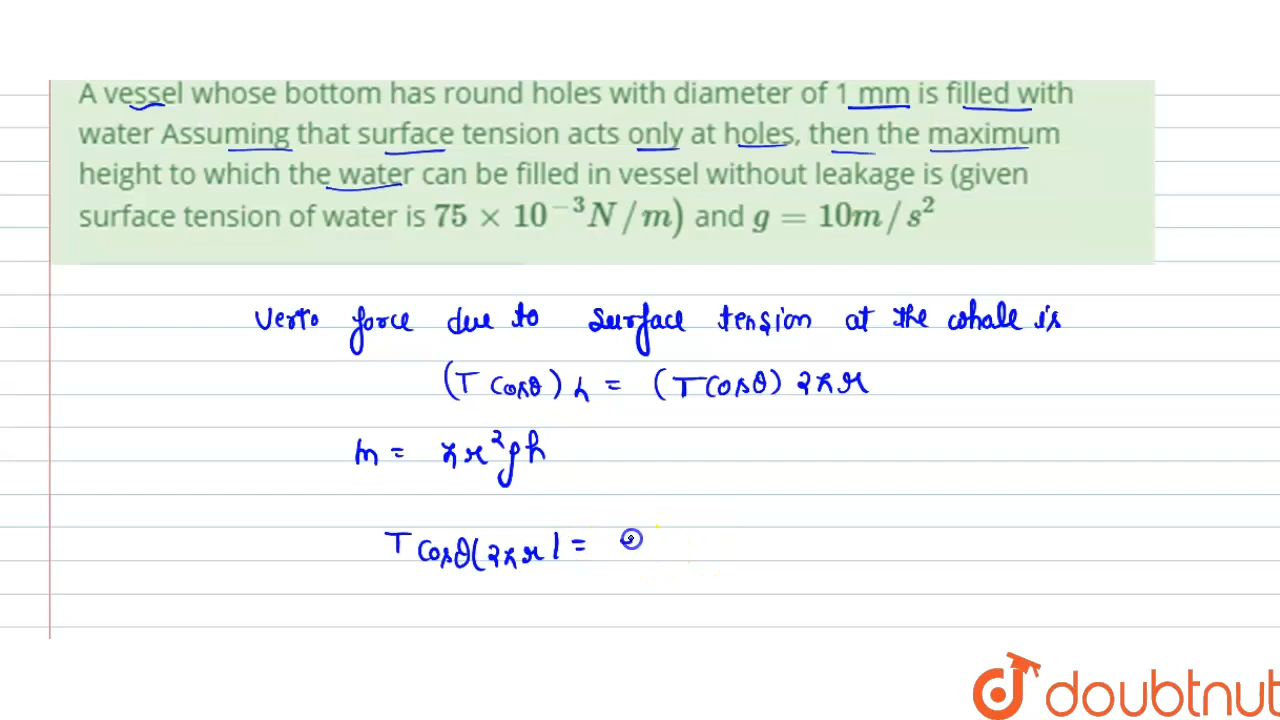 A vessel whose bottom has round holes with diameter of 1 mm is filled with
water Assuming that surface tension acts only at holes, then the maximum
height to which the water can be filled in vessel without leakage is (given
surface tension of water is 75 × 10⁻³ N/m) and g = 10m/s²
Verto force due to surface tension at the whale is
(T cosθ) L = (T cosθ) 2πr
m = πr²ρh
T cosθ(2πr) =
doubtnut